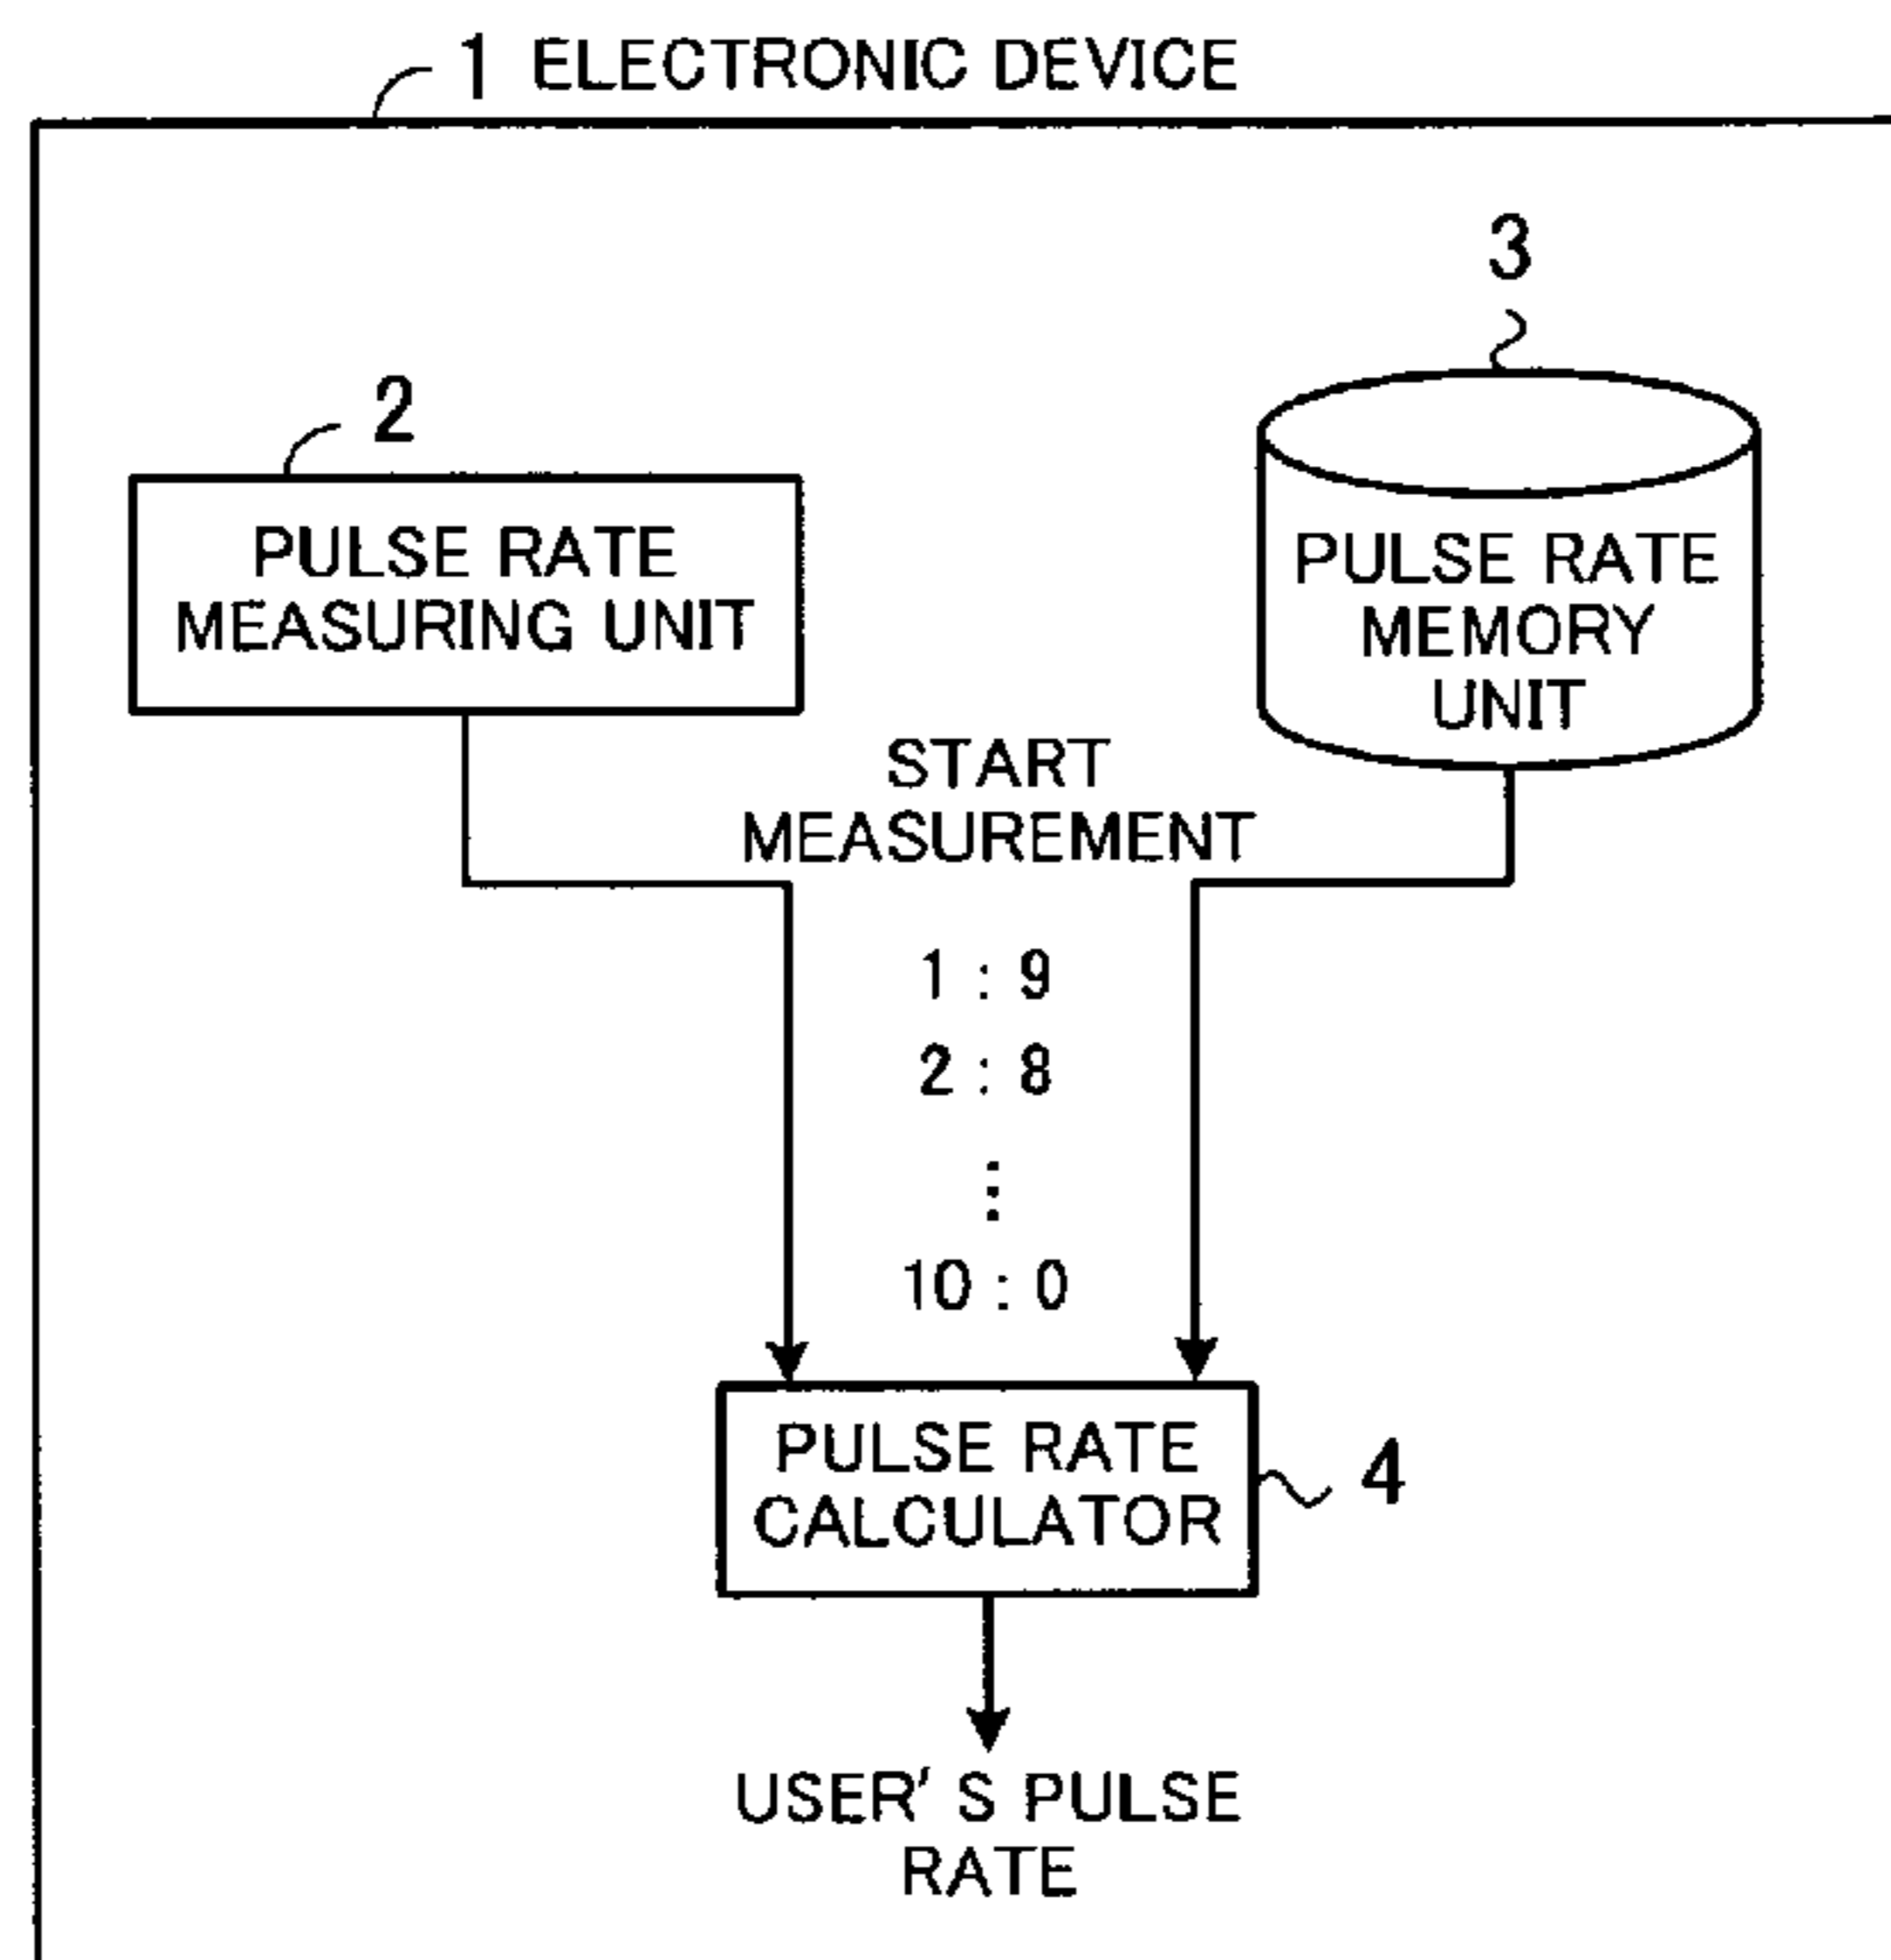 1 ELECTRONIC DEVICE
3
2
PULSE RATE
MEASURING UNIT
PULSE RATE
MEMORY
UNIT
START
MEASUREMENT
1 : 9
2 : 8
⋮
10 : 0
PULSE RATE
CALCULATOR
4
USER' S PULSE
RATE